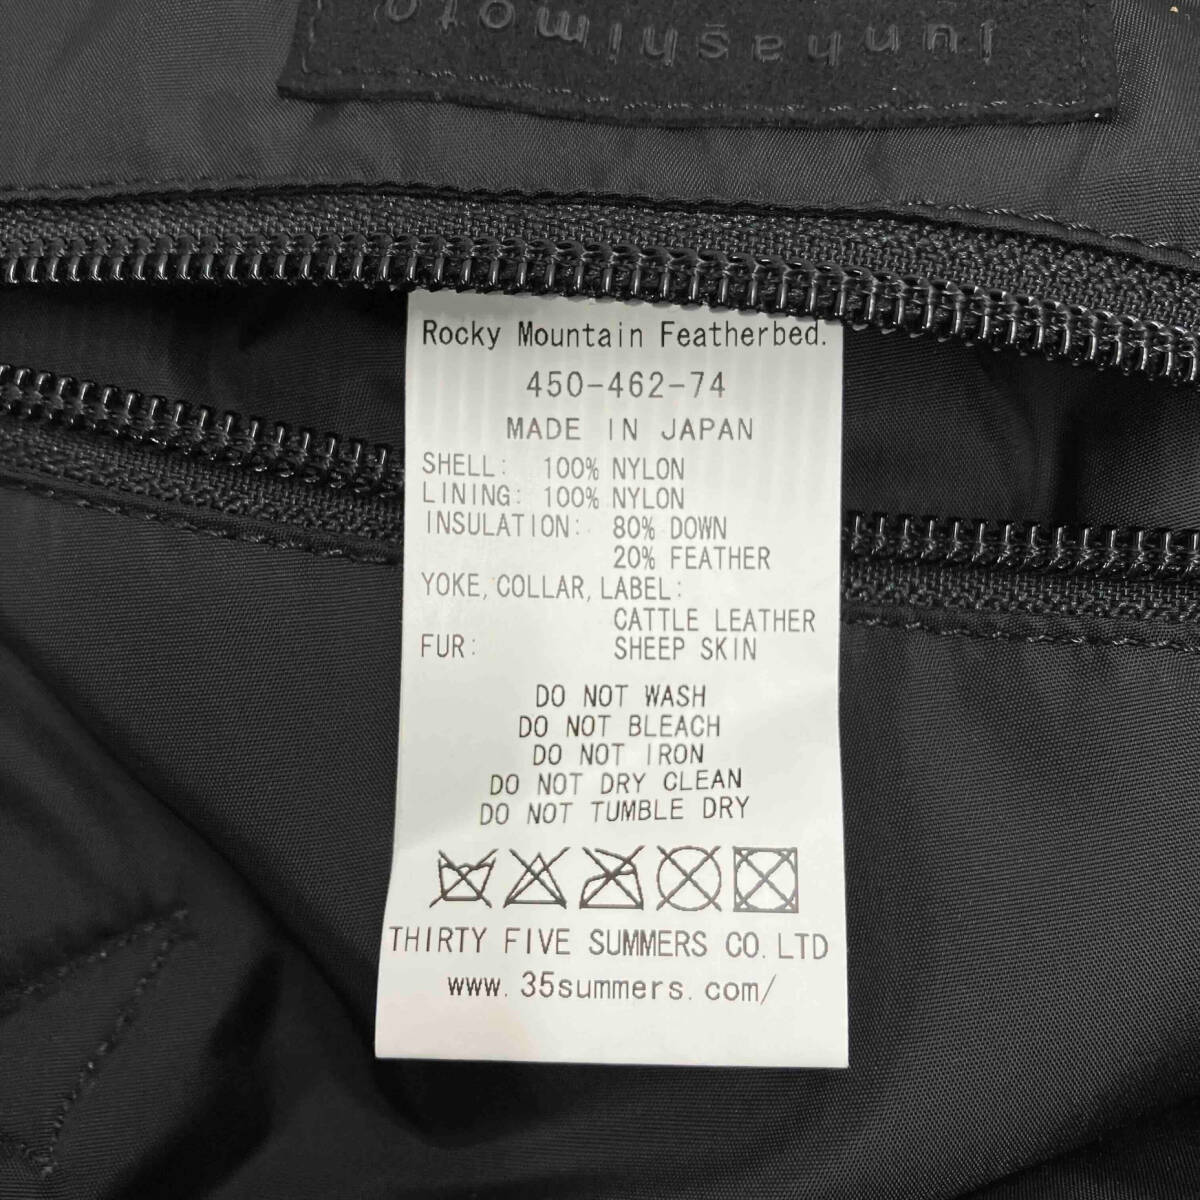 junhashimoto
Rocky Mountain Featherbed.
450-462-74
MADE IN JAPAN
SHELL: 100% NYLON
LINING: 100% NYLON
INSULATION: 80% DOWN
20% FEATHER
YOKE, COLLAR, LABEL:
CATTLE LEATHER
FUR: SHEEP SKIN
DO NOT WASH
DO NOT BLEACH
DO NOT IRON
DO NOT DRY CLEAN
DO NOT TUMBLE DRY
THIRTY FIVE SUMMERS CO. LTD
www.35summers.com/